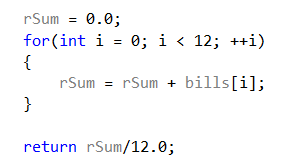 rSum = 0.0;
for(int i = 0; i < 12; ++i)
{
    rSum = rSum + bills[i];
}
return rSum/12.0;